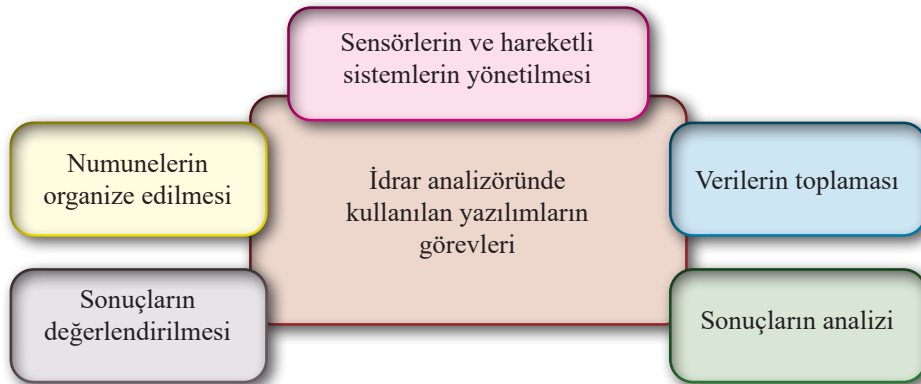 Sensörlerin ve hareketli
sistemlerin yönetilmesi
Numunelerin
organize edilmesi
İdrar analizöründe
kullanılan yazılımların
görevleri
Verilerin toplaması
Sonuçların
değerlendirilmesi
Sonuçların analizi